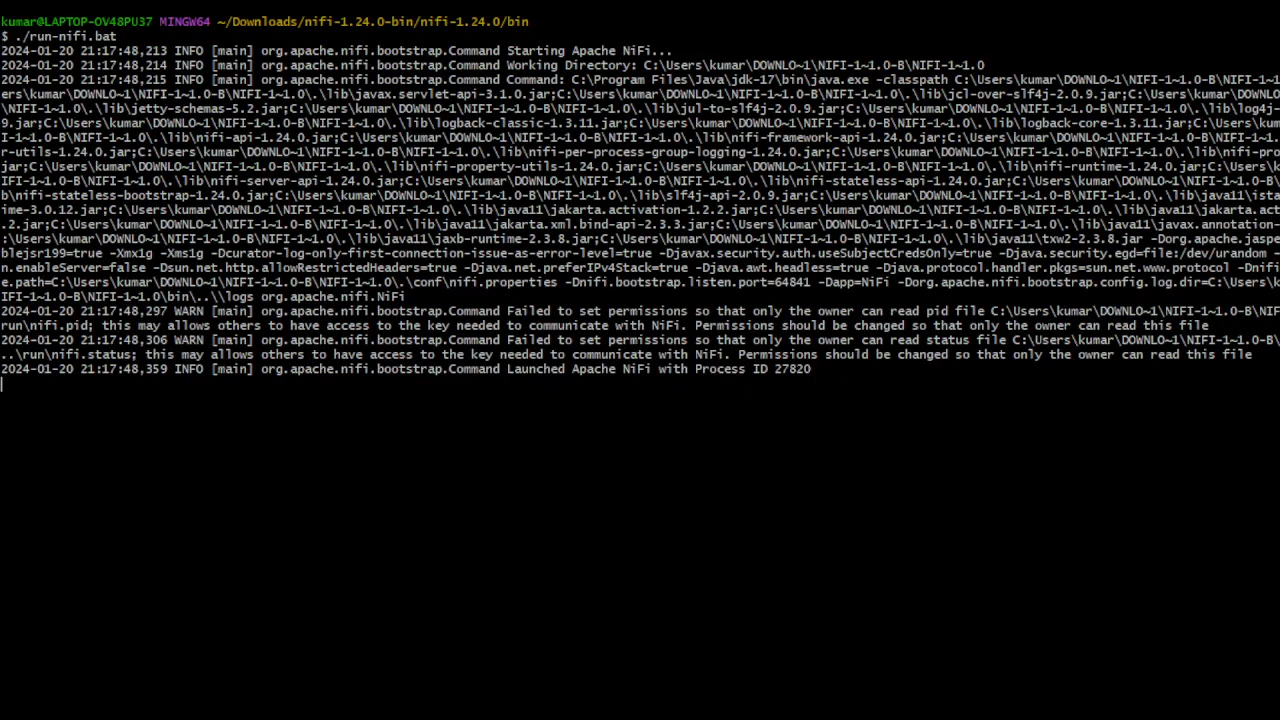 kumar@LAPTOP-OV48PU37 MINGW64 ~/Downloads/nifi-1.24.0-bin/nifi-1.24.0/bin
$ ./run-nifi.bat
2024-01-20 21:17:48,213 INFO [main] org.apache.nifi.bootstrap.Command Starting Apache NiFi...
2024-01-20 21:17:48,214 INFO [main] org.apache.nifi.bootstrap.Command Working Directory: C:\Users\kumar\DOWNLO~1\NIFI-1~1.0-B\NIFI-1~1.0
2024-01-20 21:17:48,215 INFO [main] org.apache.nifi.bootstrap.Command Command: C:\Program Files\Java\jdk-17\bin\java.exe -classpath C:\Users\kumar\DOWNLO~1\NIFI-1~1.0-B\NIFI-1~1
ers\kumar\DOWNLO~1\NIFI-1~1.0-B\NIFI-1~1.0\.\lib\javax.servlet-api-3.1.0.jar;C:\Users\kumar\DOWNLO~1\NIFI-1~1.0-B\NIFI-1~1.0\.\lib\jcl-over-slf4j-2.0.9.jar;C:\Users\kumar\DOWNLO
\NIFI-1~1.0\.\lib\jetty-schemas-5.2.jar;C:\Users\kumar\DOWNLO~1\NIFI-1~1.0-B\NIFI-1~1.0\.\lib\jul-to-slf4j-2.0.9.jar;C:\Users\kumar\DOWNLO~1\NIFI-1~1.0-B\NIFI-1~1.0\.\lib\log4j-
9.jar;C:\Users\kumar\DOWNLO~1\NIFI-1~1.0-B\NIFI-1~1.0\.\lib\logback-classic-1.3.11.jar;C:\Users\kumar\DOWNLO~1\NIFI-1~1.0-B\NIFI-1~1.0\.\lib\logback-core-1.3.11.jar;C:\Users\kum
I-1~1.0\.\lib\nifi-api-1.24.0.jar;C:\Users\kumar\DOWNLO~1\NIFI-1~1.0-B\NIFI-1~1.0\.\lib\nifi-framework-api-1.24.0.jar;C:\Users\kumar\DOWNLO~1\NIFI-1~1.0-B\NIFI-1~1.0\.\lib\nifi
r-utils-1.24.0.jar;C:\Users\kumar\DOWNLO~1\NIFI-1~1.0-B\NIFI-1~1.0\.\lib\nifi-per-process-group-logging-1.24.0.jar;C:\Users\kumar\DOWNLO~1\NIFI-1~1.0-B\NIFI-1~1.0\.\lib\nifi-pro
jar;C:\Users\kumar\DOWNLO~1\NIFI-1~1.0-B\NIFI-1~1.0\.\lib\nifi-property-utils-1.24.0.jar;C:\Users\kumar\DOWNLO~1\NIFI-1~1.0-B\NIFI-1~1.0\.\lib\nifi-runtime-1.24.0.jar;C:\Users\k
IFI-1~1.0-B\NIFI-1~1.0\.\lib\nifi-server-api-1.24.0.jar;C:\Users\kumar\DOWNLO~1\NIFI-1~1.0-B\NIFI-1~1.0\.\lib\nifi-stateless-api-1.24.0.jar;C:\Users\kumar\DOWNLO~1\NIFI-1~1.0-B
b\nifi-stateless-bootstrap-1.24.0.jar;C:\Users\kumar\DOWNLO~1\NIFI-1~1.0-B\NIFI-1~1.0\.\lib\slf4j-api-2.0.9.jar;C:\Users\kumar\DOWNLO~1\NIFI-1~1.0-B\NIFI-1~1.0\.\lib\java11\ista
ime-3.0.12.jar;C:\Users\kumar\DOWNLO~1\NIFI-1~1.0-B\NIFI-1~1.0\.\lib\java11\jakarta.activation-1.2.2.jar;C:\Users\kumar\DOWNLO~1\NIFI-1~1.0-B\NIFI-1~1.0\.\lib\java11\jakarta.act
.2.jar;C:\Users\kumar\DOWNLO~1\NIFI-1~1.0-B\NIFI-1~1.0\.\lib\java11\jakarta.xml.bind-api-2.3.3.jar;C:\Users\kumar\DOWNLO~1\NIFI-1~1.0-B\NIFI-1~1.0\.\lib\java11\javax.annotation-
:\Users\kumar\DOWNLO~1\NIFI-1~1.0-B\NIFI-1~1.0\.\lib\java11\jaxb-runtime-2.3.8.jar;C:\Users\kumar\DOWNLO~1\NIFI-1~1.0-B\NIFI-1~1.0\.\lib\java11\txw2-2.3.8.jar -Dorg.apache.jaspe
blejsr199=true -Xmx1g -Xms1g -Dcurator-log-only-first-connection-issue-as-error-level=true -Djavax.security.auth.useSubjectCredsOnly=true -Djava.security.egd=file:/dev/urandom -
n.enableServer=false -Dsun.net.http.allowRestrictedHeaders=true -Djava.net.preferIPv4Stack=true -Djava.awt.headless=true -Djava.protocol.handler.pkgs=sun.net.www.protocol -Dnifi
e.path=C:\Users\kumar\DOWNLO~1\NIFI-1~1.0-B\NIFI-1~1.0\.\conf\nifi.properties -Dnifi.bootstrap.listen.port=64841 -Dapp=NiFi -Dorg.apache.nifi.bootstrap.config.log.dir=C:\Users\k
IFI-1~1.0-B\NIFI-1~1.0\bin\..\\logs org.apache.nifi.NiFi
2024-01-20 21:17:48,297 WARN [main] org.apache.nifi.bootstrap.Command Failed to set permissions so that only the owner can read pid file C:\Users\kumar\DOWNLO~1\NIFI-1~1.0-B\NIF
run\nifi.pid; this may allows others to have access to the key needed to communicate with NiFi. Permissions should be changed so that only the owner can read this file
2024-01-20 21:17:48,306 WARN [main] org.apache.nifi.bootstrap.Command Failed to set permissions so that only the owner can read status file C:\Users\kumar\DOWNLO~1\NIFI-1~1.0-B\
..\run\nifi.status; this may allows others to have access to the key needed to communicate with NiFi. Permissions should be changed so that only the owner can read this file
2024-01-20 21:17:48,359 INFO [main] org.apache.nifi.bootstrap.Command Launched Apache NiFi with Process ID 27820